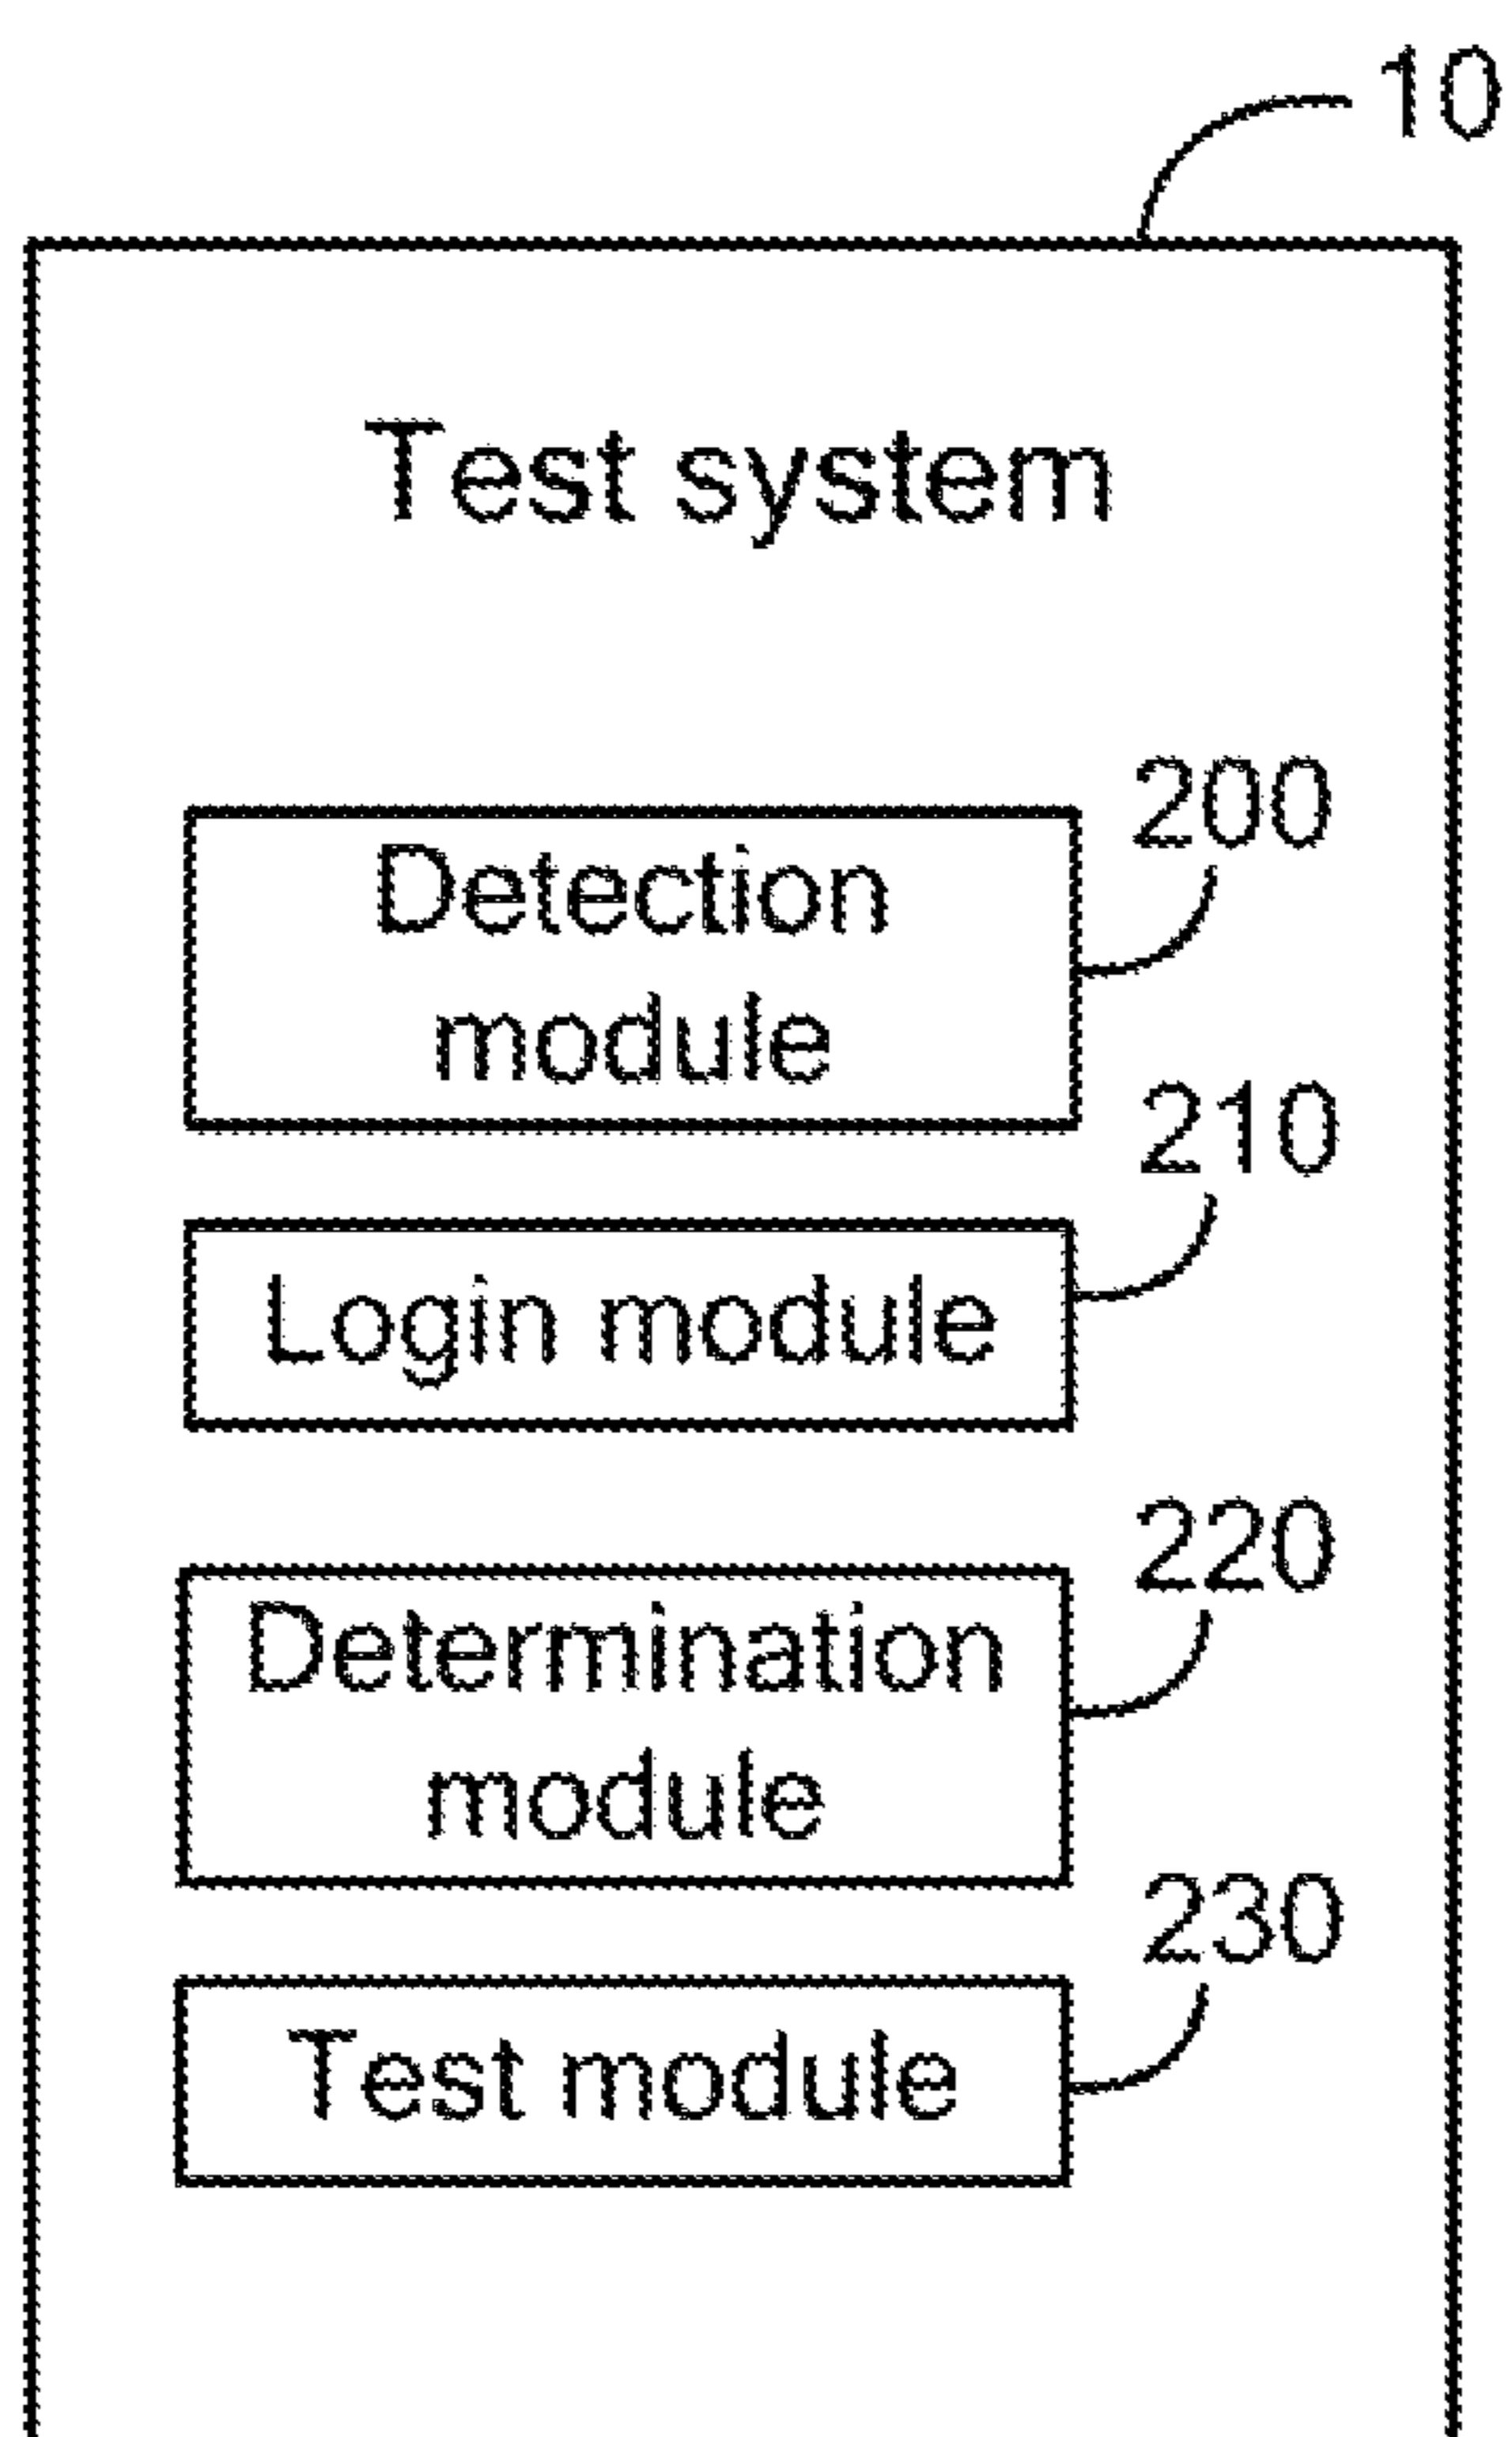 10
Test system
200
Detection
module
210
Login module
220
Determination
module
230
Test module